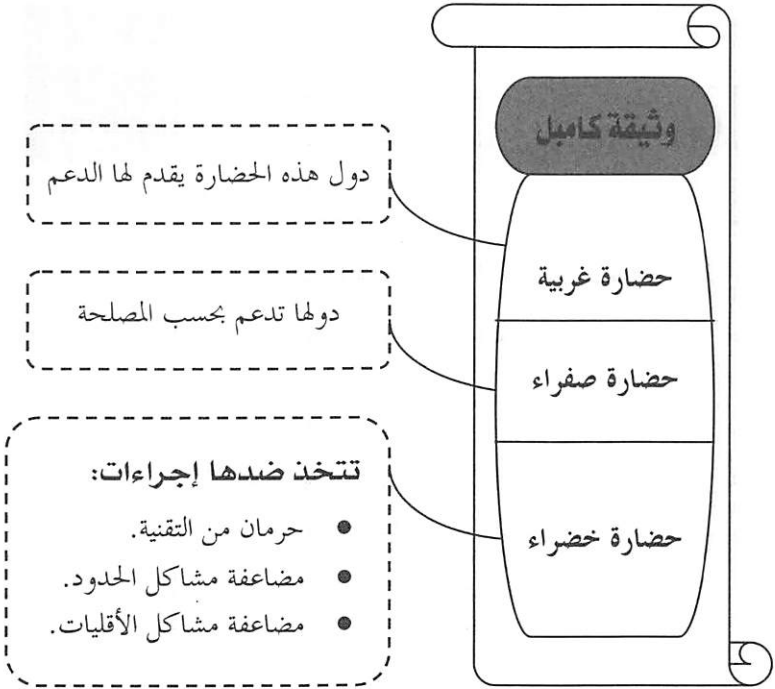 وثيقة كامبل
دول هذه الحضارة يقدم لها الدعم
حضارة غربية
دولها تدعم بحسب المصلحة
حضارة صفراء
تتخذ ضدها إجراءات:
● حرمان من التقنية.
● مضاعفة مشاكل الحدود.
● مضاعفة مشاكل الأقليات.
حضارة خضراء